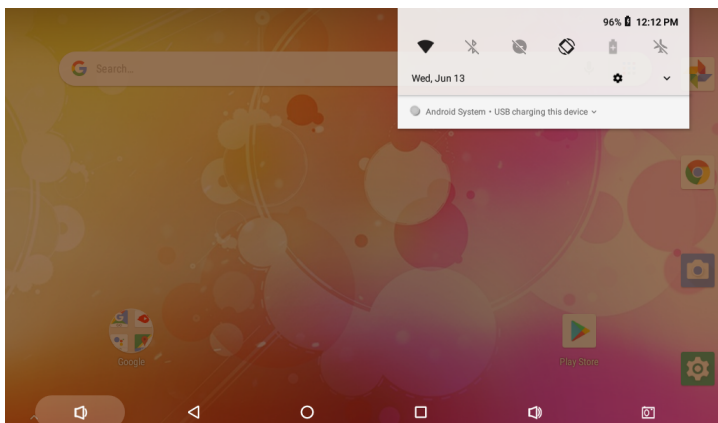 96% 12:12 PM
Search...
Wed, Jun 13
Android System • USB charging this device
Google
Play Store